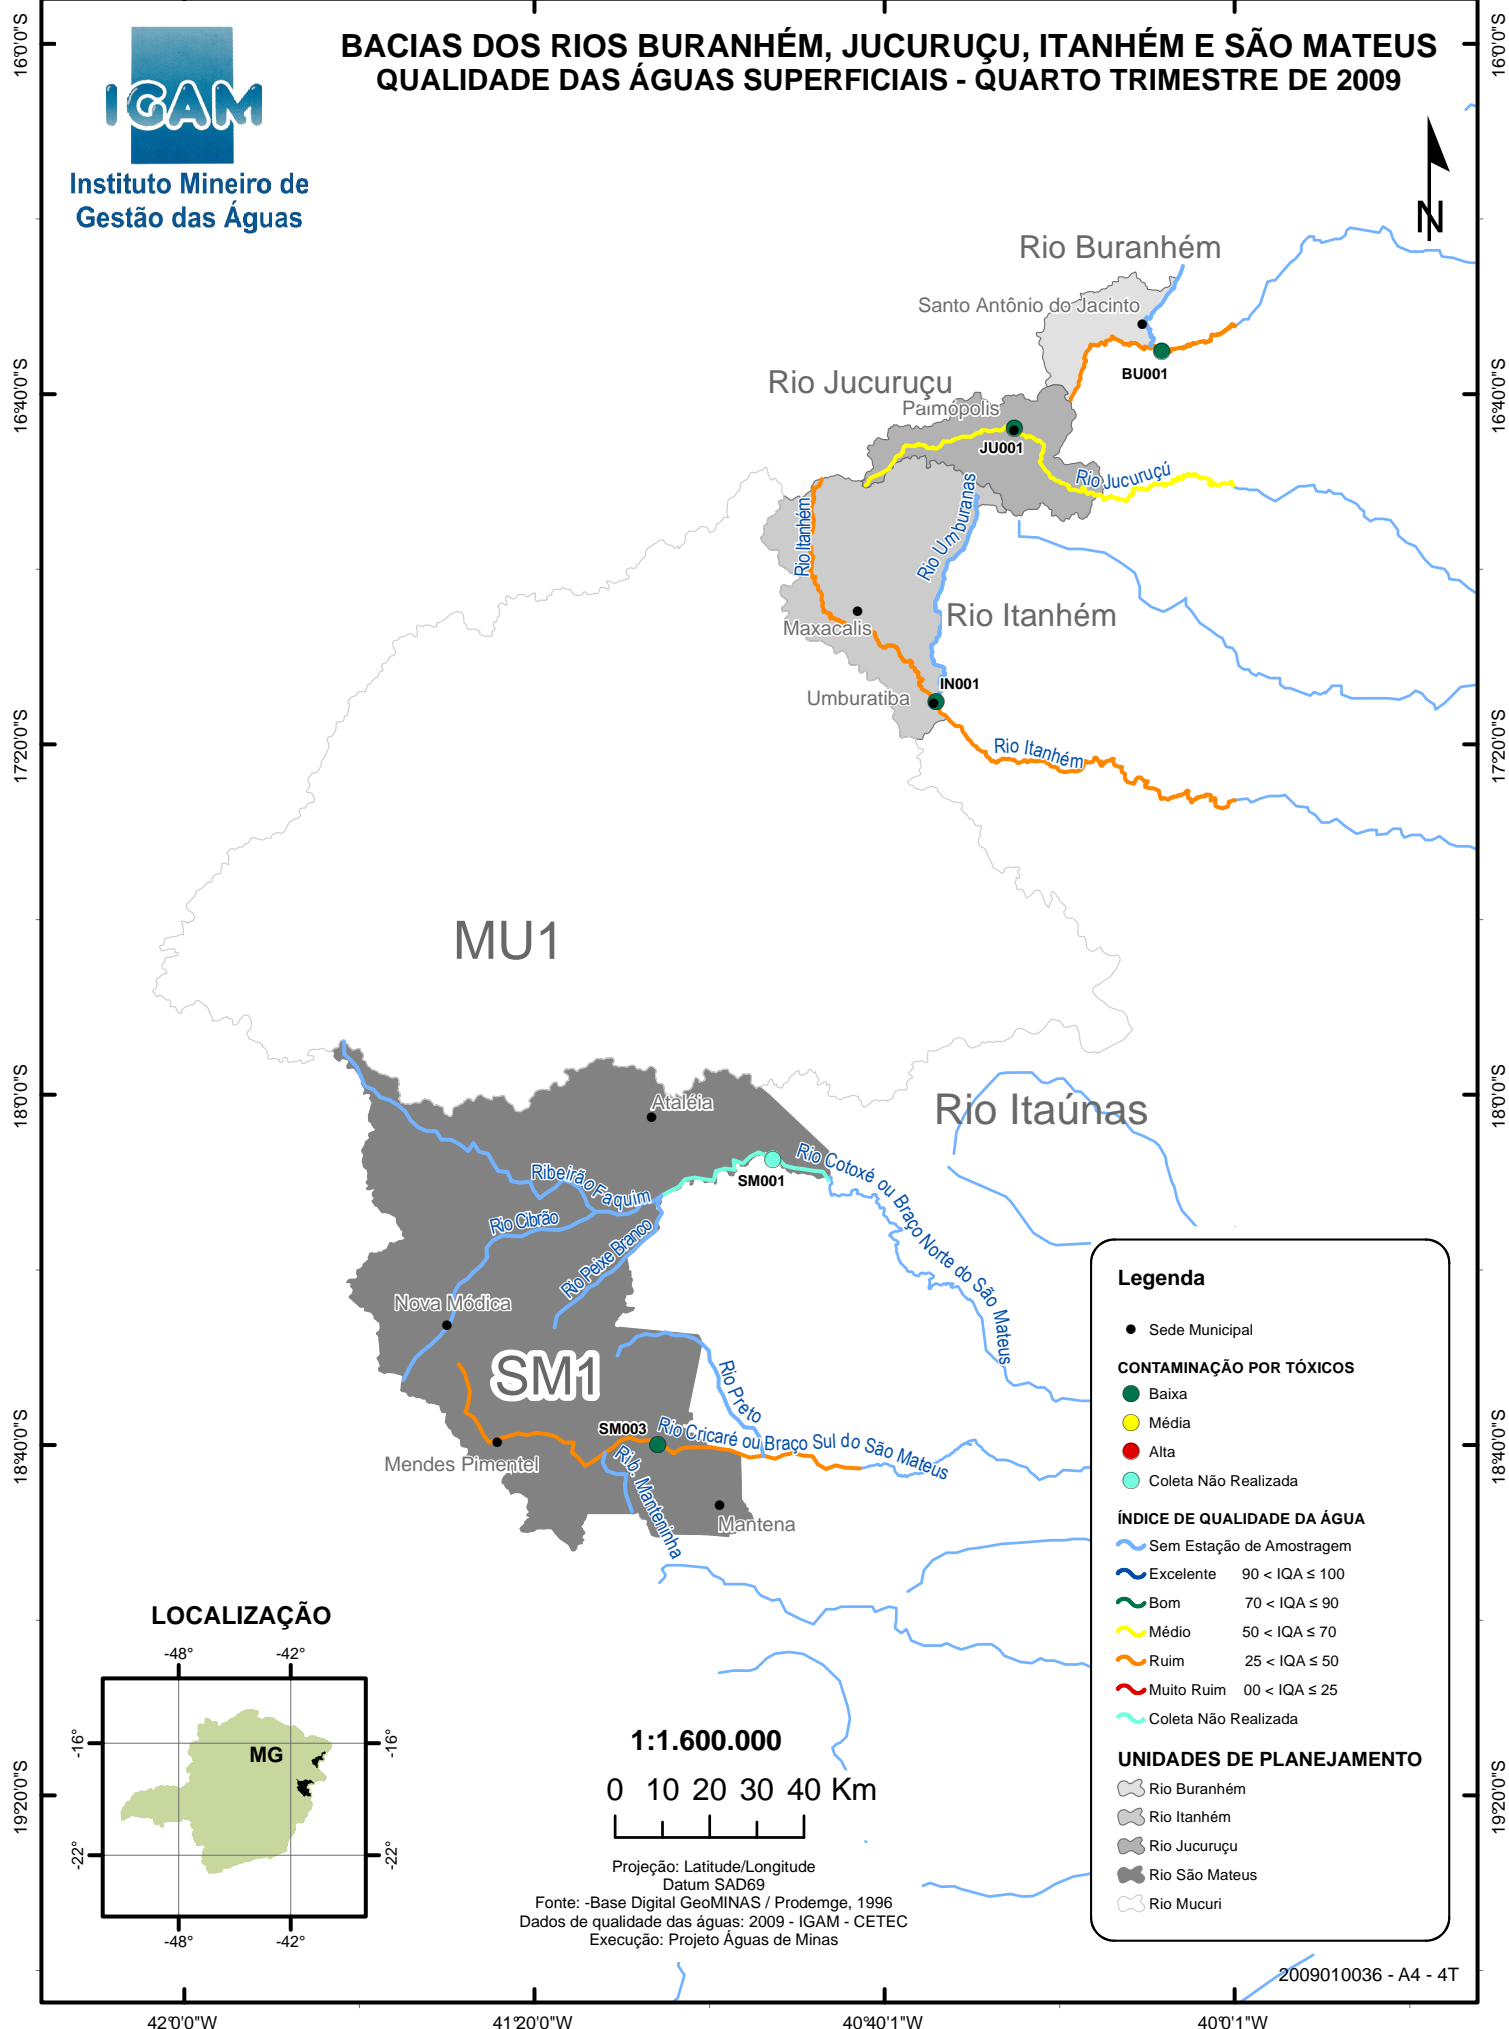 BACIAS DOS RIOS BURANHÉM, JUCURUÇU, ITANHÉM E SÃO MATEUS
QUALIDADE DAS ÁGUAS SUPERFICIAIS - QUARTO TRIMESTRE DE 2009
IGAM
Instituto Mineiro de
Gestão das Águas
N
16°0'0"S
16°0'0"S
16°40'0"S
16°40'0"S
17°20'0"S
17°20'0"S
18°0'0"S
18°0'0"S
18°40'0"S
18°40'0"S
19°20'0"S
19°20'0"S
Rio Buranhém
Santo Antônio do Jacinto
BU001
Rio Jucuruçu
Palmópolis
JU001
Rio Jucuruçú
Rio Itanhém
Rio Umburanas
Rio Itanhém
Maxacalis
IN001
Umburatiba
Rio Itanhém
MU1
Rio Itaúnas
Ataléia
Rio Cotoxé ou Braço Norte do São Mateus
SM001
Ribeirão Faquim
Rio Cibrão
Rio Peixe Branco
Nova Módica
SM1
Rio Preto
SM003
Rio Cricaré ou Braço Sul do São Mateus
Mendes Pimentel
Rib. Manteninha
Mantena
Legenda
Sede Municipal
CONTAMINAÇÃO POR TÓXICOS
Baixa
Média
Alta
Coleta Não Realizada
ÍNDICE DE QUALIDADE DA ÁGUA
Sem Estação de Amostragem
Excelente 90 < IQA ≤ 100
Bom 70 < IQA ≤ 90
Médio 50 < IQA ≤ 70
Ruim 25 < IQA ≤ 50
Muito Ruim 00 < IQA ≤ 25
Coleta Não Realizada
UNIDADES DE PLANEJAMENTO
Rio Buranhém
Rio Itanhém
Rio Jucuruçu
Rio São Mateus
Rio Mucuri
LOCALIZAÇÃO
-48° -42°
-16° -16°
MG
-22° -22°
-48° -42°
1:1.600.000
0 10 20 30 40 Km
Projeção: Latitude/Longitude
Datum SAD69
Fonte: -Base Digital GeoMINAS / Prodemge, 1996
Dados de qualidade das águas: 2009 - IGAM - CETEC
Execução: Projeto Águas de Minas
2009010036 - A4 - 4T
42°0'0"W 41°20'0"W 40°40'1"W 40°0'1"W